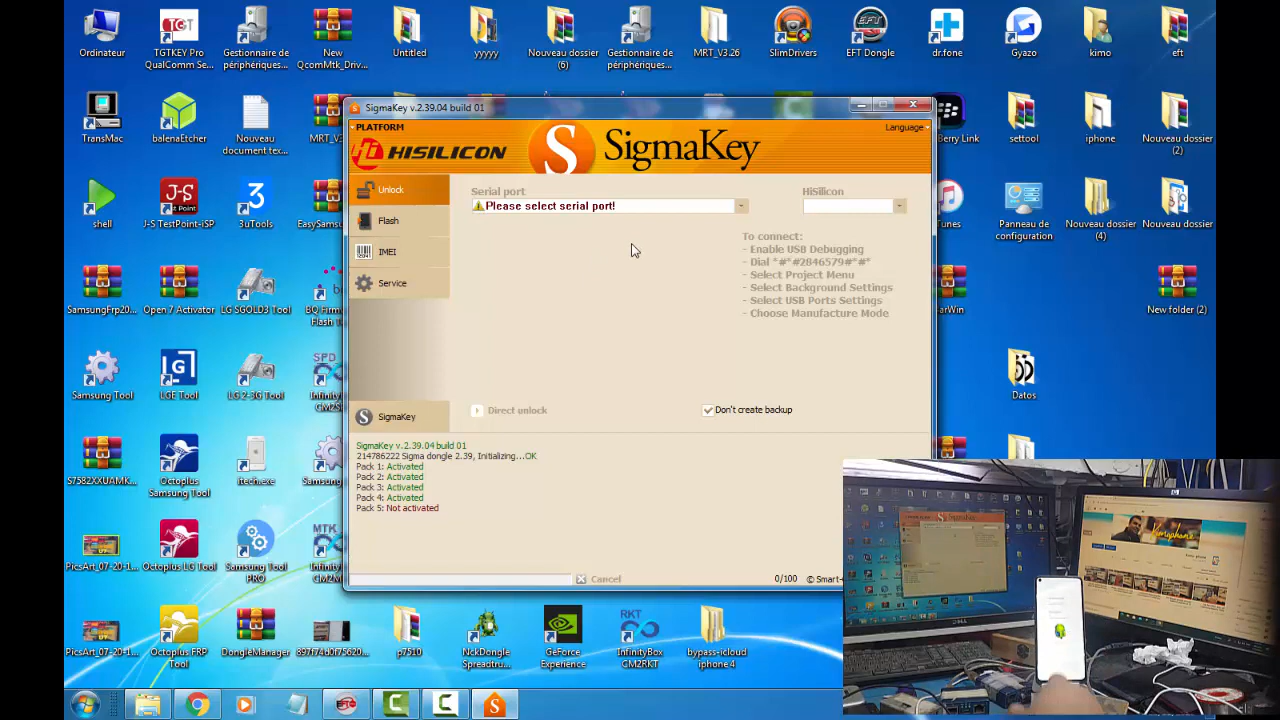 Ordinateur
TGTKEY Pro
QualComm Se...
Gestionnaire de
périphériques...
New
QcomMtk_Driv...
Untitled
yyyyy
Nouveau dossier
(6)
Gestionnaire de
périphériques...
MRT_V3.26
SlimDrivers
EFT Dongle
dr.fone
Gyazo
kimo
eft
TransMac
balenaEtcher
Nouveau
document tex...
settool
iphone
Nouveau dossier
(2)
shell
J-S TestPoint-iSP
3uTools
Panneau de
configuration
Nouveau dossier
(4)
SamsungFrp20...
Open 7 Activator
LG SGOLD3 Tool
New folder (2)
Samsung Tool
LGE Tool
LG 2-3G Tool
Datos
S7582XXUAMK...
Octoplus
Samsung Tool
Itech.exe
PicsArt_07-20-1...
Octoplus LG Tool
Samsung Tool
PRO
PicsArt_07-20-1...
Octoplus FRP
Tool
DongleManager
897f74d0f75620...
p7510
NckDongle
Spreadtru...
GeForce
Experience
InfinityBox
CM2RKT
bypass-icloud
iphone 4
SigmaKey v.2.39.04 build 01
PLATFORM
Language
HISILICON
SigmaKey
Unlock
Flash
IMEI
Service
SigmaKey
Serial port
Please select serial port!
HiSilicon
To connect:
- Enable USB Debugging
- Dial *#*#2846579#*#*
- Select Project Menu
- Select Background Settings
- Select USB Ports Settings
- Choose Manufacture Mode
Direct unlock
Don't create backup
SigmaKey v.2.39.04 build 01
214786222 Sigma dongle 2.39, Initializing...OK
Pack 1: Activated
Pack 2: Activated
Pack 3: Activated
Pack 4: Activated
Pack 5: Not activated
Cancel
0/100
© Smart-